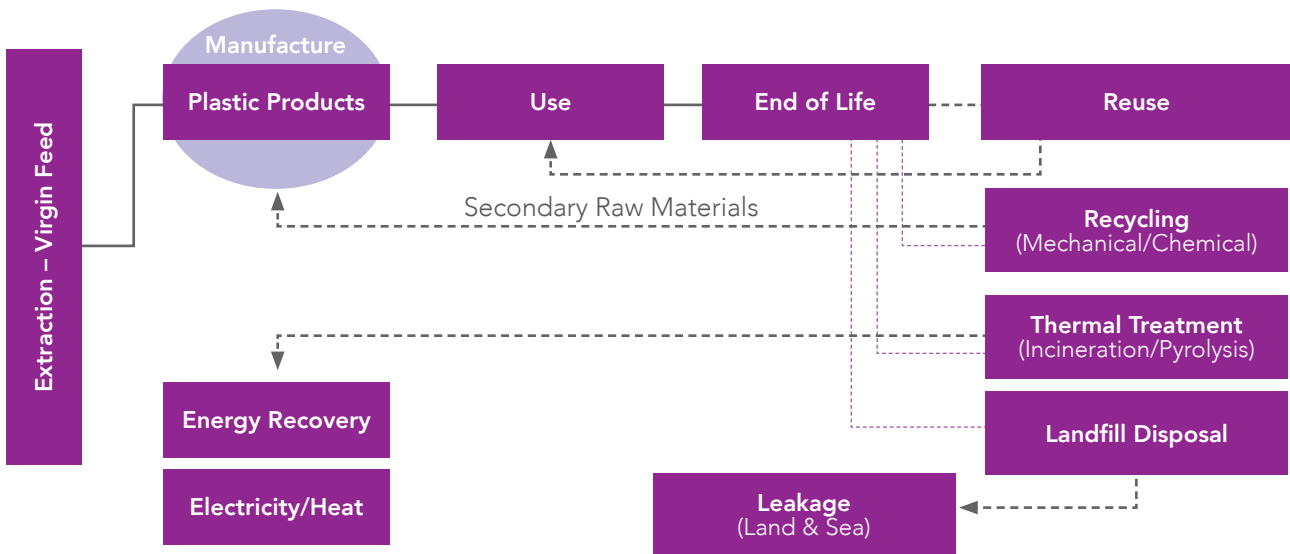 Manufacture
Extraction – Virgin Feed
Plastic Products
Use
End of Life
Reuse
Secondary Raw Materials
Recycling
(Mechanical/Chemical)
Thermal Treatment
(Incineration/Pyrolysis)
Energy Recovery
Landfill Disposal
Electricity/Heat
Leakage
(Land & Sea)